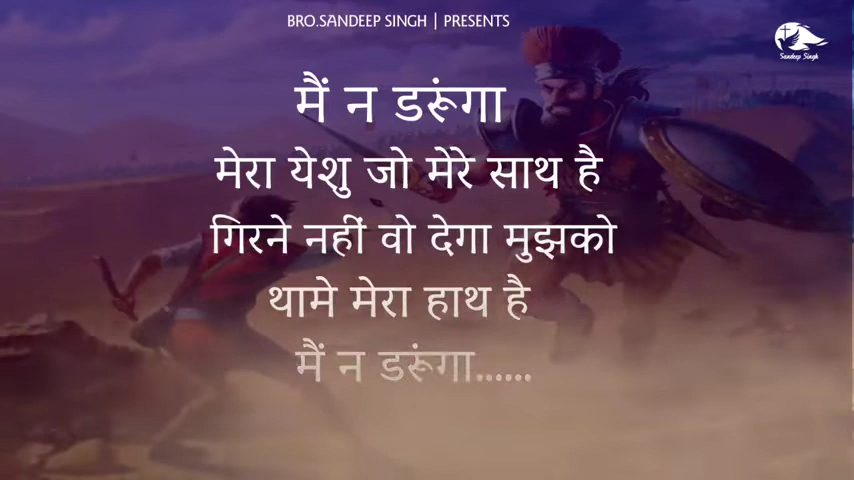 BRO.SANDEEP SINGH | PRESENTS
Sandeep Singh
मैं न डरूंगा
मेरा येशु जो मेरे साथ है
गिरने नहीं वो देगा मुझको
थामे मेरा हाथ है
मैं न डरूंगा......